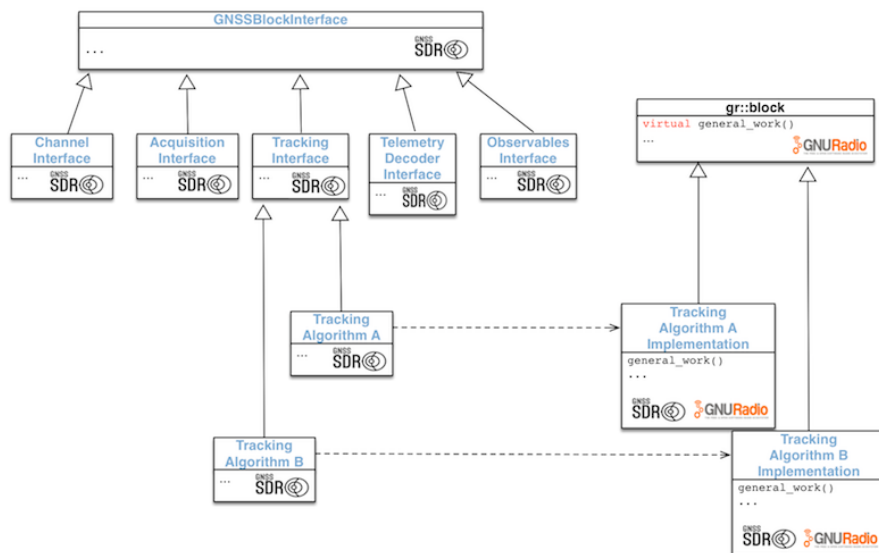 GNSSBlockInterface
...
GNSS
SDR
gr::block
virtual general_work()
...
GNURadio
Channel
Interface
...
GNSS
SDR
Acquisition
Interface
...
GNSS
SDR
Tracking
Interface
...
GNSS
SDR
Telemetry
Decoder
Interface
...
GNSS
SDR
Observables
Interface
...
GNSS
SDR
Tracking
Algorithm A
...
GNSS
SDR
Tracking
Algorithm A
Implementation
general_work()
...
GNSS
SDR
GNURadio
Tracking
Algorithm B
...
GNSS
SDR
Tracking
Algorithm B
Implementation
general_work()
...
GNSS
SDR
GNURadio